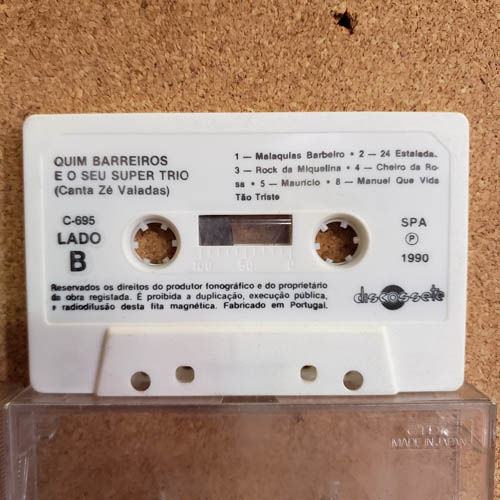 QUIM BARREIROS
E O SEU SUPER TRIO
(Canta Zé Valadas)
1 — Malaquias Barbeiro • 2 — 24 Estalada.
3 — Rock da Miquelina • 4 — Cheiro da Ro-
sa • 5 — Maurício • 8 — Manuel Que Vida
Tão Triste
C-695
LADO
B
100 50 0
SPA
P
1990
Reservados os direitos do produtor fonográfico e do proprietário
da obra registada. É proibida a duplicação, execução pública,
e radiodifusão desta fita magnética. Fabricado em Portugal.
discossete
TDK
MADE IN JAPAN